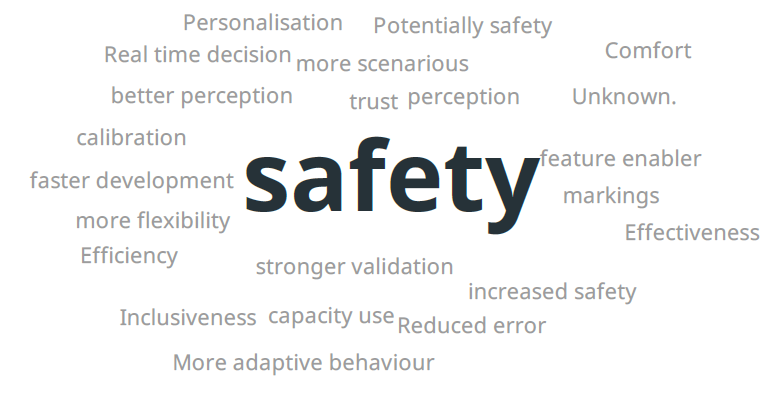 Personalisation
Potentially safety
Real time decision
more scenarious
Comfort
better perception
trust
perception
Unknown.
calibration
safety
feature enabler
faster development
markings
more flexibility
Effectiveness
Efficiency
stronger validation
increased safety
Inclusiveness
capacity use
Reduced error
More adaptive behaviour